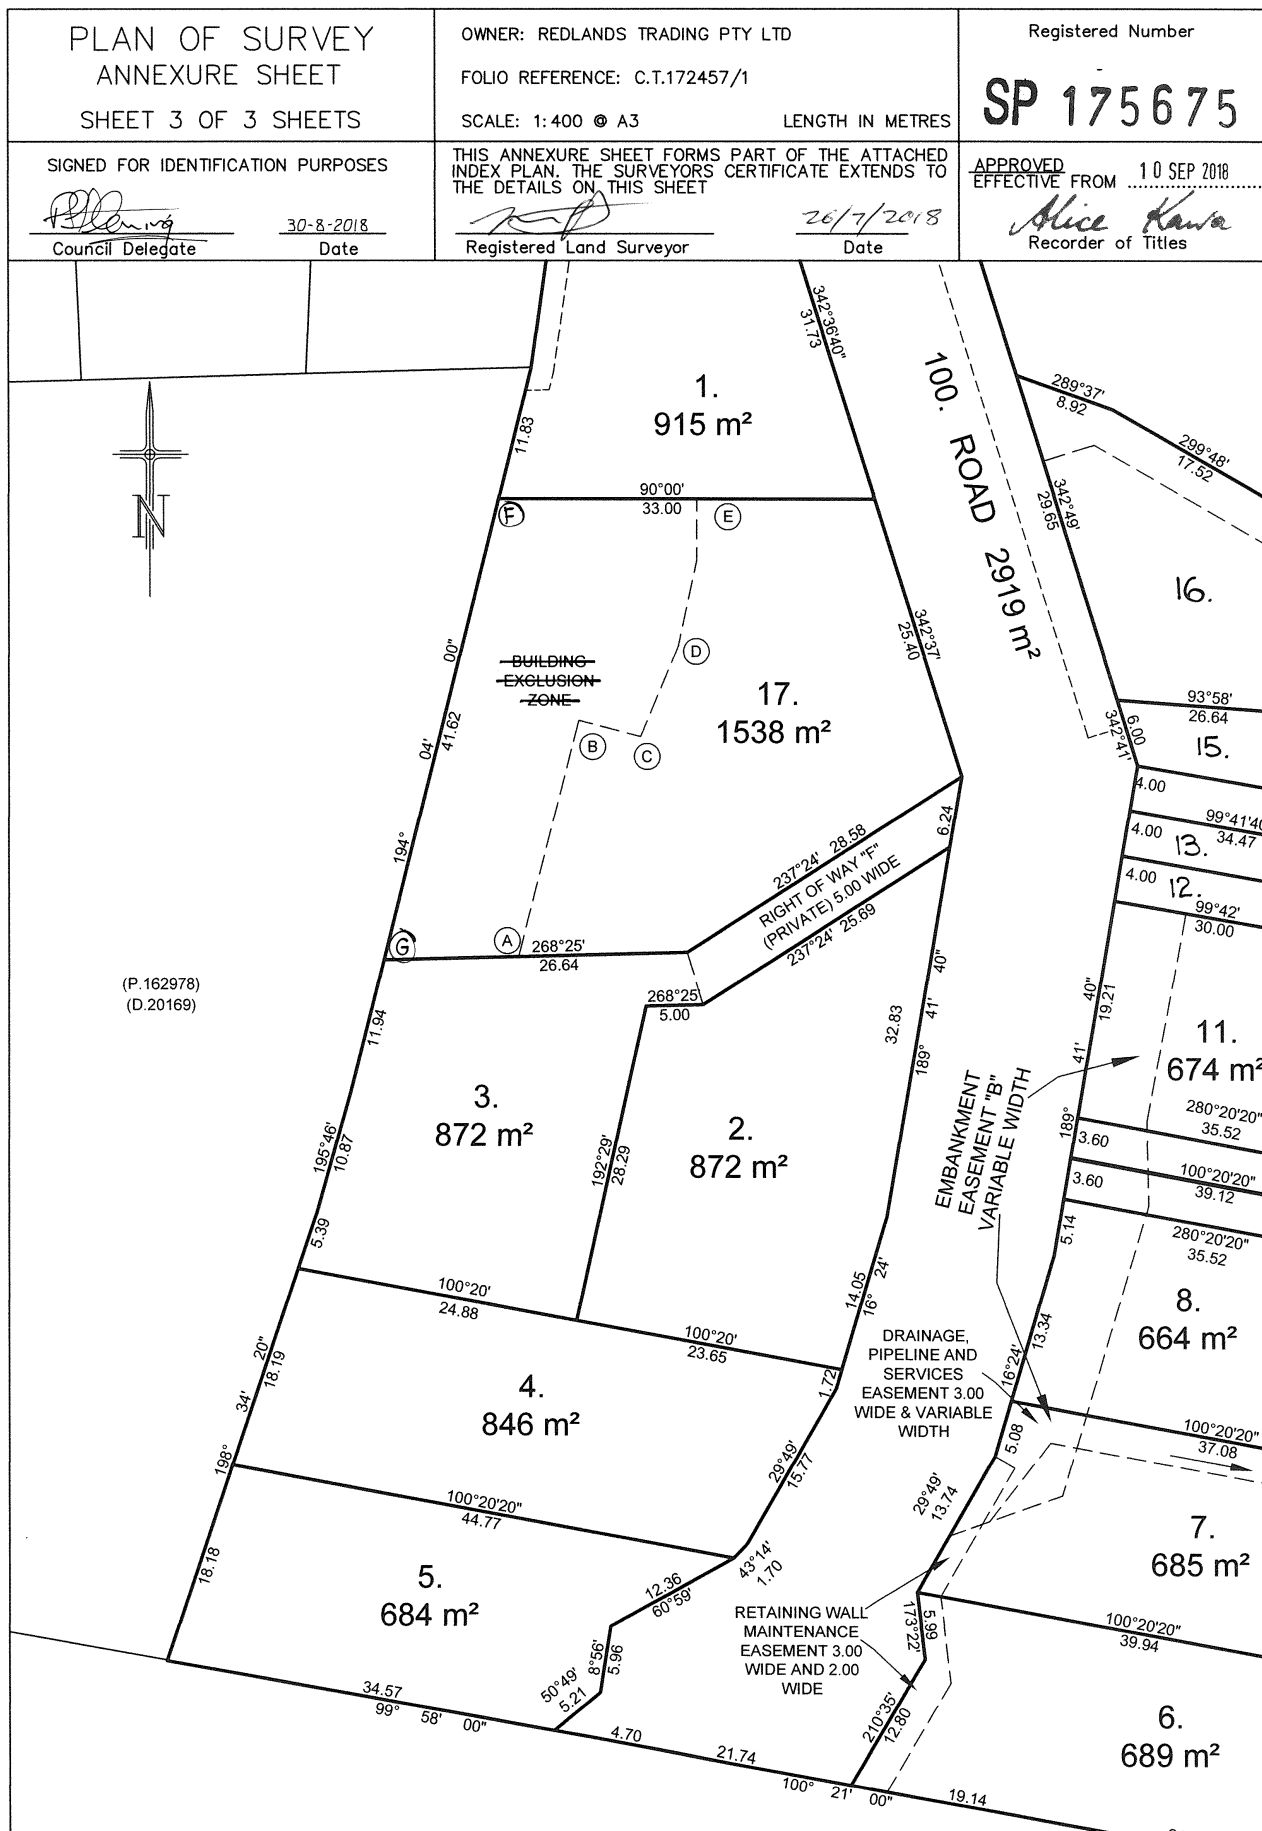 PLAN OF SURVEY
ANNEXURE SHEET
SHEET 3 OF 3 SHEETS
OWNER: REDLANDS TRADING PTY LTD
FOLIO REFERENCE: C.T.172457/1
SCALE: 1:400 @ A3 LENGTH IN METRES
Registered Number
SP 175675
SIGNED FOR IDENTIFICATION PURPOSES
30-8-2018
Council Delegate Date
THIS ANNEXURE SHEET FORMS PART OF THE ATTACHED
INDEX PLAN. THE SURVEYORS CERTIFICATE EXTENDS TO
THE DETAILS ON THIS SHEET
26/7/2018
Registered Land Surveyor Date
APPROVED
EFFECTIVE FROM 10 SEP 2018
Alice Kawa
Recorder of Titles
342°36'40"
31.73
100. ROAD 2919 m²
289°37'
8.92
299°48'
17.52
1.
915 m²
11.83
90°00'
33.00
F
E
342°49'
29.65
16.
342°37'
25.40
D
BUILDING
EXCLUSION
ZONE
17.
1538 m²
B
C
194° 04' 00"
41.62
93°58'
26.64
6.00
342°41'
15.
4.00
99°41'40
34.47
4.00
13.
4.00
12.
99°42'
30.00
6.24
237°24' 28.58
RIGHT OF WAY "F"
(PRIVATE) 5.00 WIDE
237°24' 25.69
G
A
268°25'
26.64
268°25
5.00
(P.162978)
(D.20169)
11.94
32.83
189° 41' 40"
189° 41' 40"
19.21
11.
674 m²
EMBANKMENT
EASEMENT "B"
VARIABLE WIDTH
280°20'20"
35.52
3.60
100°20'20"
39.12
3.60
280°20'20"
35.52
5.14
3.
872 m²
2.
872 m²
192°29'
28.29
195°46'
10.87
5.39
100°20'
24.88
100°20'
23.65
14.05
16° 24'
1.72
8.
664 m²
13.34
16°24'
DRAINAGE,
PIPELINE AND
SERVICES
EASEMENT 3.00
WIDE & VARIABLE
WIDTH
198° 34' 20"
18.19
4.
846 m²
100°20'20"
37.08
5.08
29°49'
15.77
29°49'
13.74
100°20'20"
44.77
43°14'
1.70
7.
685 m²
18.18
5.
684 m²
12.36
60°59'
RETAINING WALL
MAINTENANCE
EASEMENT 3.00
WIDE AND 2.00
WIDE
5.99
173°22'
100°20'20"
39.94
8°56'
5.96
50°49'
5.21
210°35'
12.80
34.57
99° 58' 00"
4.70
21.74
100° 21' 00"
19.14
6.
689 m²